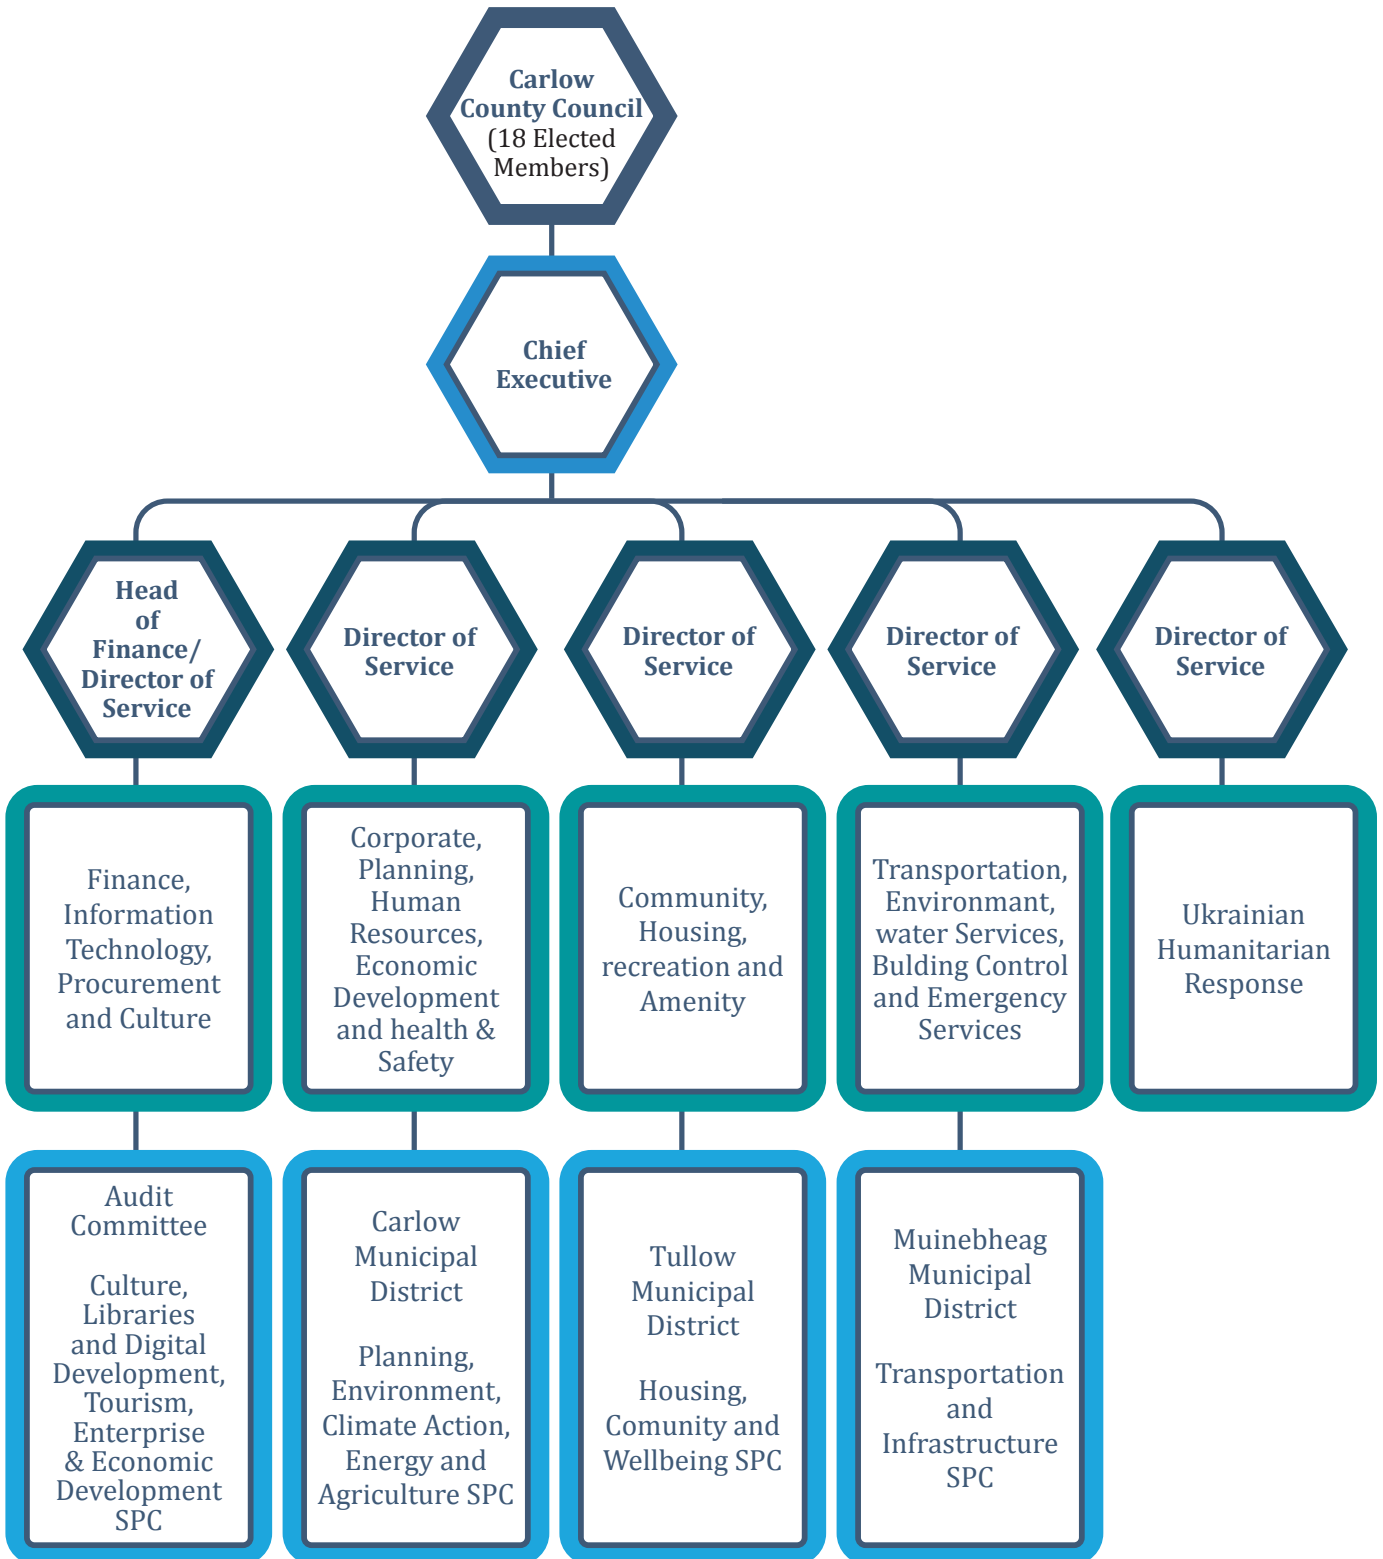 Carlow
County Council
(18 Elected
Members)
Chief
Executive
Head
of
Finance/
Director of
Service
Director of
Service
Director of
Service
Director of
Service
Director of
Service
Finance,
Information
Technology,
Procurement
and Culture
Corporate,
Planning,
Human
Resources,
Economic
Development
and health &
Safety
Community,
Housing,
recreation and
Amenity
Transportation,
Environmant,
water Services,
Bulding Control
and Emergency
Services
Ukrainian
Humanitarian
Response
Audit
Committee
Culture,
Libraries
and Digital
Development,
Tourism,
Enterprise
& Economic
Development
SPC
Carlow
Municipal
District
Planning,
Environment,
Climate Action,
Energy and
Agriculture SPC
Tullow
Municipal
District
Housing,
Comunity and
Wellbeing SPC
Muinebheag
Municipal
District
Transportation
and
Infrastructure
SPC